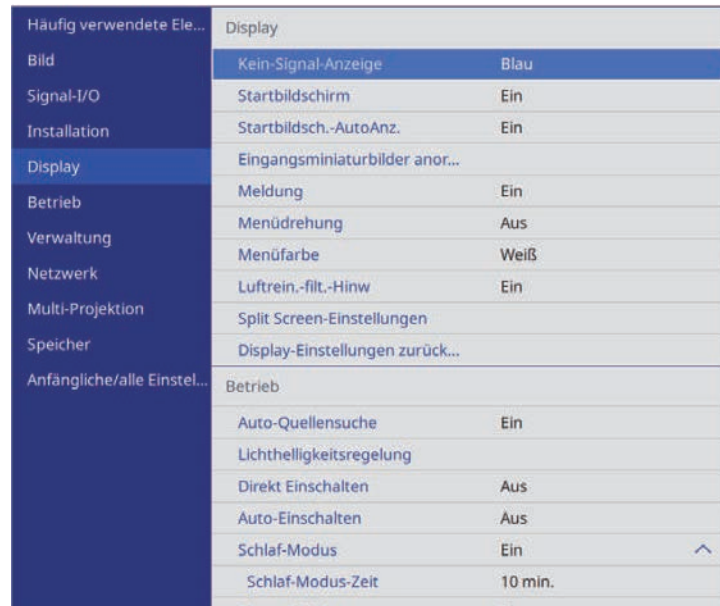 Häufig verwendete Ele...
Bild
Signal-I/O
Installation
Display
Betrieb
Verwaltung
Netzwerk
Multi-Projektion
Speicher
Anfängliche/alle Einstel...
Display
Kein-Signal-Anzeige Blau
Startbildschirm Ein
Startbildsch.-AutoAnz. Ein
Eingangsminiaturbilder anor...
Meldung Ein
Menüdrehung Aus
Menüfarbe Weiß
Luftrein.-filt.-Hinw Ein
Split Screen-Einstellungen
Display-Einstellungen zurück...
Betrieb
Auto-Quellensuche Ein
Lichthelligkeitsregelung
Direkt Einschalten Aus
Auto-Einschalten Aus
Schlaf-Modus Ein
Schlaf-Modus-Zeit 10 min.